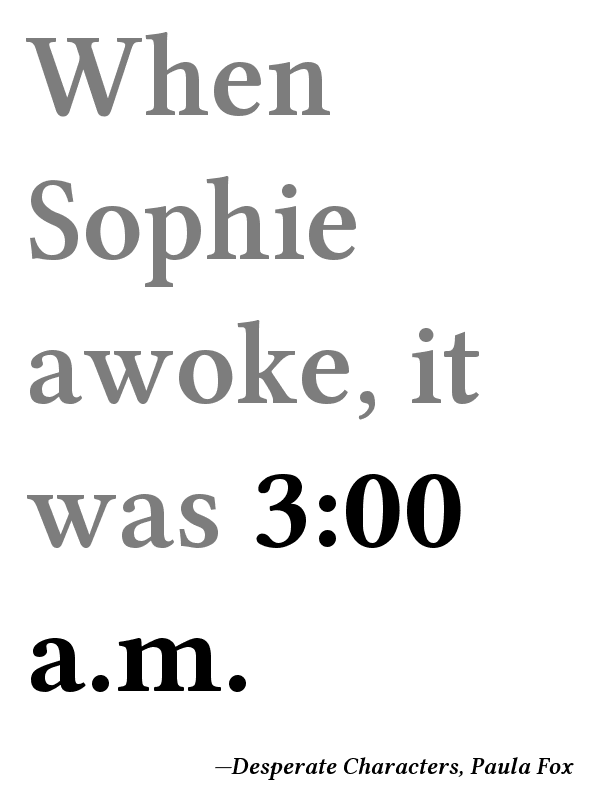 When
Sophie
awoke, it
was 3:00
a.m.
—Desperate Characters, Paula Fox